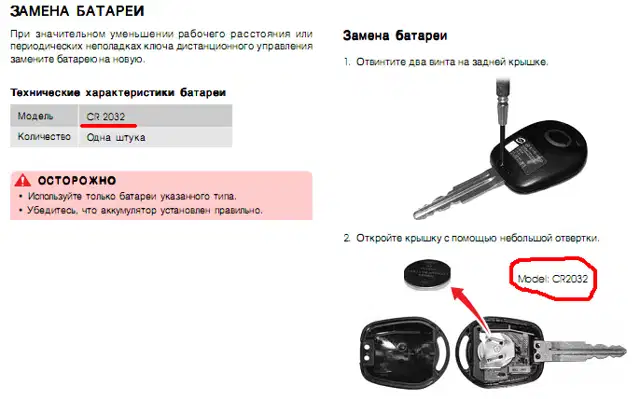 ЗАМЕНА БАТАРЕИ
При значительном уменьшении рабочего расстояния или
периодических неполадках ключа дистанционного управления
замените батарею на новую.
Технические характеристики батареи
Модель CR 2032
Количество Одна штука
ОСТОРОЖНО
• Используйте только батареи указанного типа.
• Убедитесь, что аккумулятор установлен правильно.
Замена батареи
1. Отвинтите два винта на задней крышке.
2. Откройте крышку с помощью небольшой отвертки.
Model: CR2032